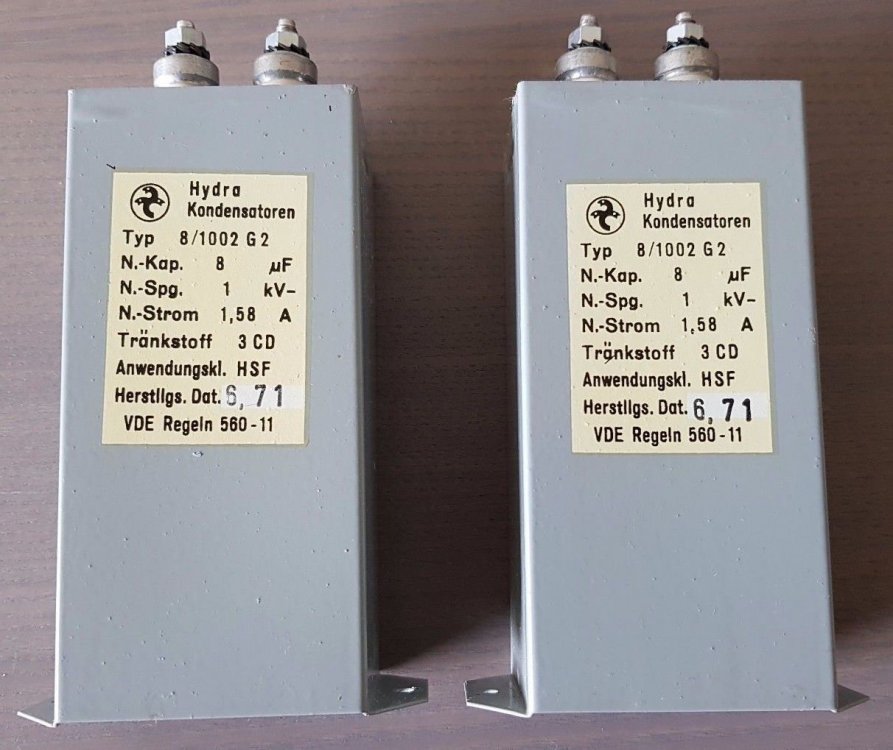 Hydra
Kondensatoren
Typ 8/1002 G2
N.-Kap. 8 µF
N.-Spg. 1 kV-
N.-Strom 1,58 A
Tränkstoff 3 CD
Anwendungskl. HSF
Herstllgs. Dat. 6,71
VDE Regeln 560-11
Hydra
Kondensatoren
Typ 8/1002 G2
N.-Kap. 8 µF
N.-Spg. 1 kV-
N.-Strom 1,58 A
Tränkstoff 3 CD
Anwendungskl. HSF
Herstllgs. Dat. 6,71
VDE Regeln 560-11